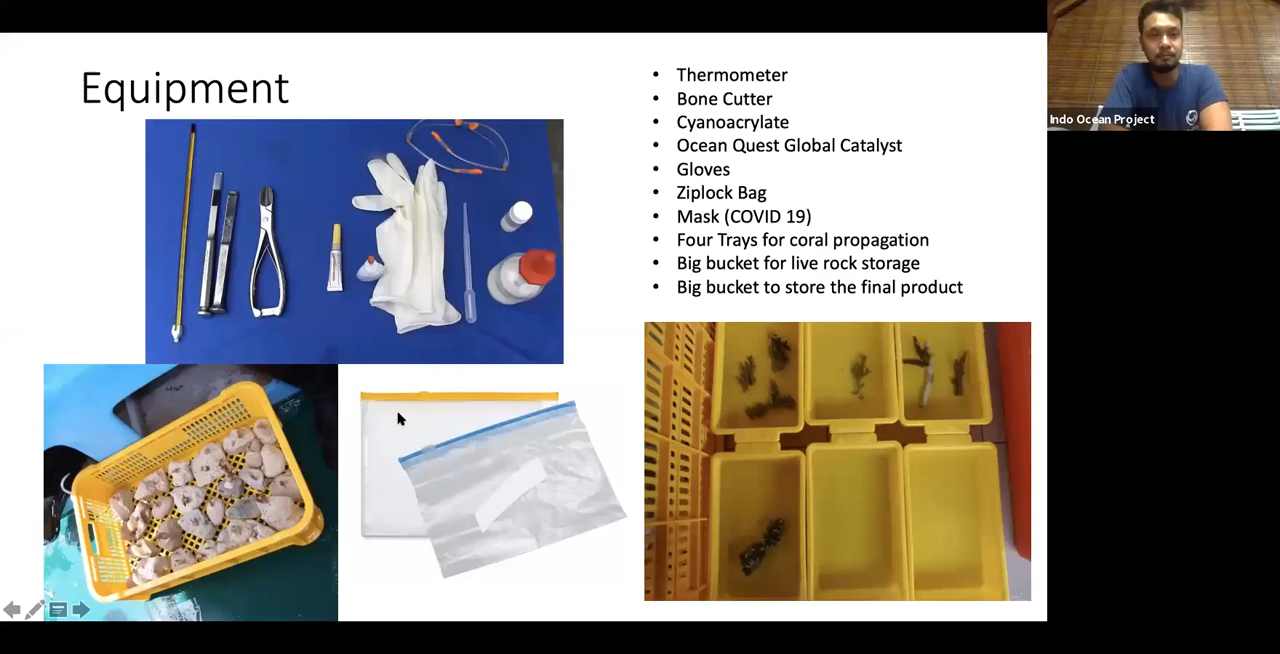 Equipment
Thermometer
Bone Cutter
Cyanoacrylate
Ocean Quest Global Catalyst
Gloves
Ziplock Bag
Mask (COVID 19)
Four Trays for coral propagation
Big bucket for live rock storage
Big bucket to store the final product
Indo Ocean Project